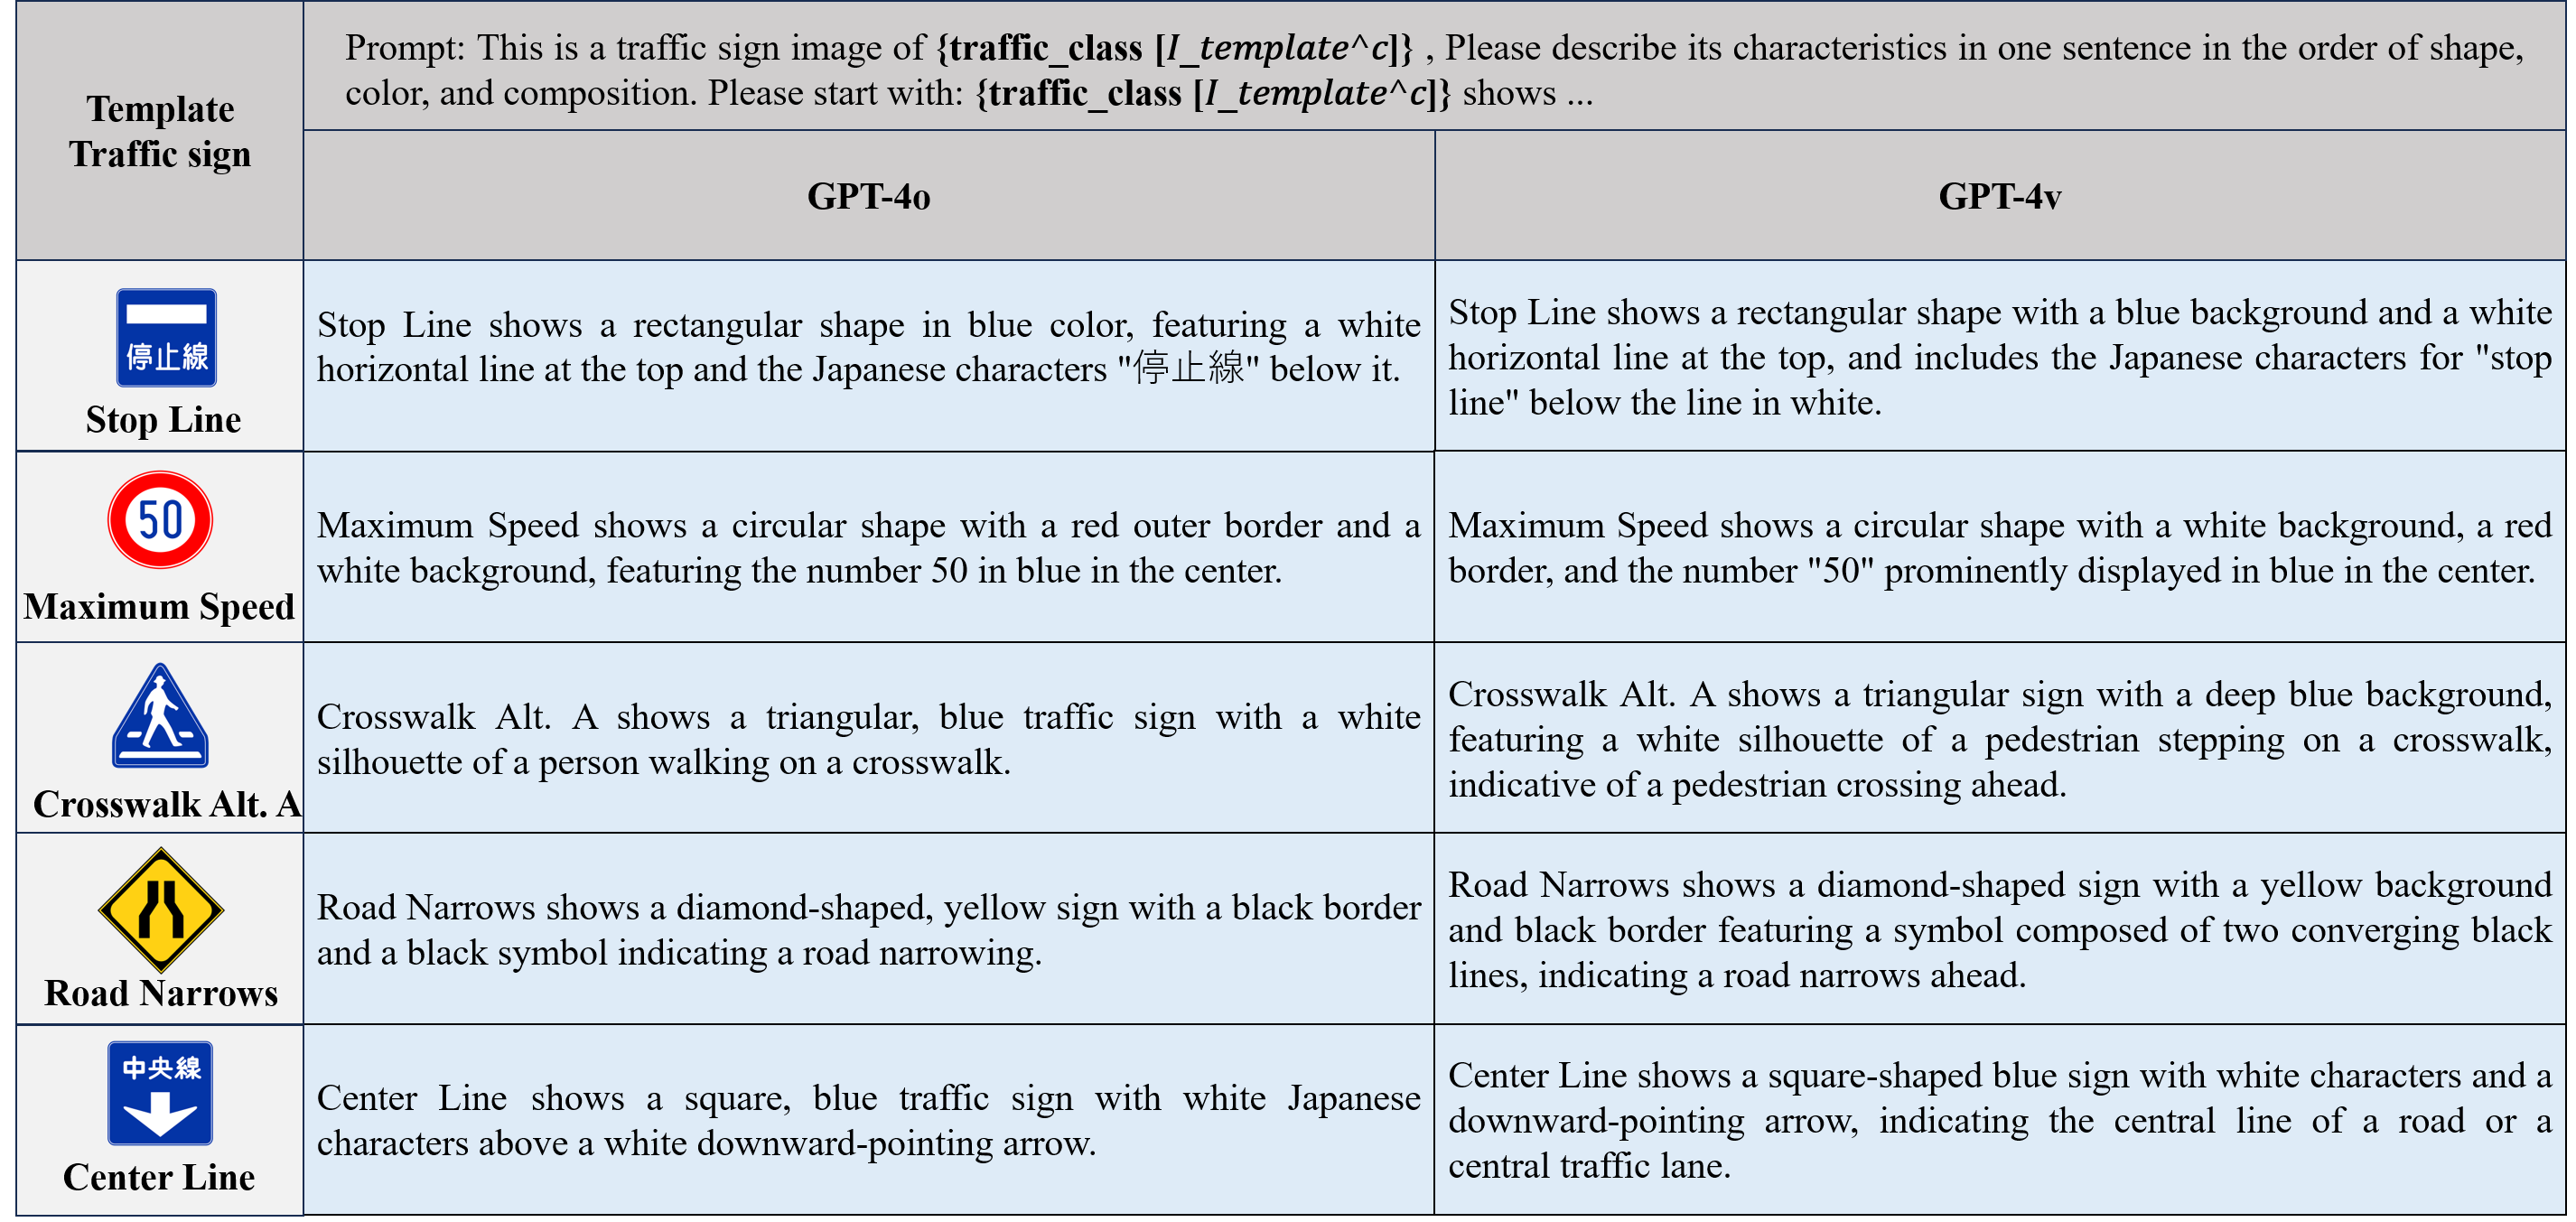 Template
Traffic sign
Prompt: This is a traffic sign image of {traffic_class [I_template^c]} , Please describe its characteristics in one sentence in the order of shape,
color, and composition. Please start with: {traffic_class [I_template^c]} shows ...
GPT-4o
GPT-4v
停止線
Stop Line
Stop Line shows a rectangular shape in blue color, featuring a white
horizontal line at the top and the Japanese characters "停止線" below it.
Stop Line shows a rectangular shape with a blue background and a white
horizontal line at the top, and includes the Japanese characters for "stop
line" below the line in white.
50
Maximum Speed
Maximum Speed shows a circular shape with a red outer border and a
white background, featuring the number 50 in blue in the center.
Maximum Speed shows a circular shape with a white background, a red
border, and the number "50" prominently displayed in blue in the center.
Crosswalk Alt. A
Crosswalk Alt. A shows a triangular, blue traffic sign with a white
silhouette of a person walking on a crosswalk.
Crosswalk Alt. A shows a triangular sign with a deep blue background,
featuring a white silhouette of a pedestrian stepping on a crosswalk,
indicative of a pedestrian crossing ahead.
Road Narrows
Road Narrows shows a diamond-shaped, yellow sign with a black border
and a black symbol indicating a road narrowing.
Road Narrows shows a diamond-shaped sign with a yellow background
and black border featuring a symbol composed of two converging black
lines, indicating a road narrows ahead.
中央線
Center Line
Center Line shows a square, blue traffic sign with white Japanese
characters above a white downward-pointing arrow.
Center Line shows a square-shaped blue sign with white characters and a
downward-pointing arrow, indicating the central line of a road or a
central traffic lane.